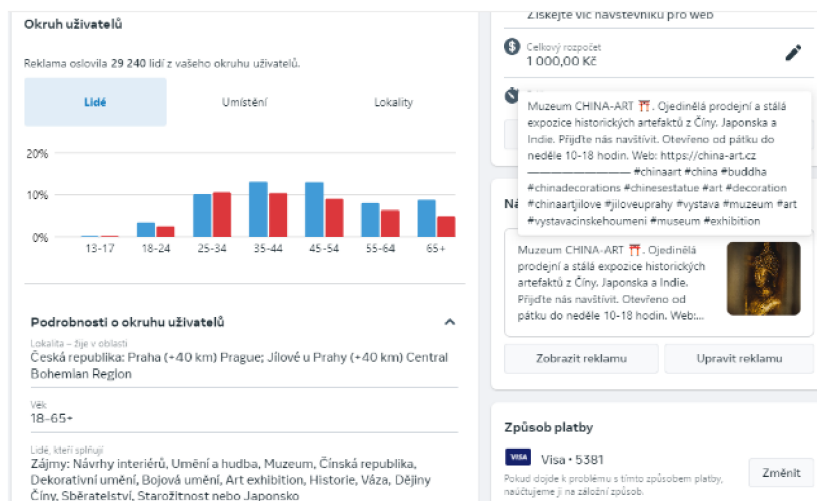 Okruh uživatelů
Reklama oslovila 29 240 lidí z vašeho okruhu uživatelů.
Lidé
Umístění
Lokality
20%
10%
0%
13-17
18-24
25-34
35-44
45-54
55-64
65+
Podrobnosti o okruhu uživatelů
Lokalita – žije v oblasti
Česká republika: Praha (+40 km) Prague; Jílové u Prahy (+40 km) Central
Bohemian Region
Věk
18–65+
Lidé, kteří splňují
Zájmy: Návrhy interiérů, Umění a hudba, Muzeum, Čínská republika,
Dekorativní umění, Bojová umění, Art exhibition, Historie, Váza, Dějiny
Číny, Sběratelství, Starožitnost nebo Japonsko
Získejte víc návštěvníků pro web
Celkový rozpočet
1 000,00 Kč
Muzeum CHINA-ART ⛩. Ojedinělá prodejní a stálá
expozice historických artefaktů z Číny. Japonska a
Indie. Přijďte nás navštívit. Otevřeno od pátku do
neděle 10-18 hodin. Web: https://china-art.cz
——————————— #chinaart #china #buddha
#chinadecorations #chinesestatue #art #decoration
#chinaartjilove #jiloveuprahy #vystava #muzeum #art
#vystavacinskehoumeni #museum #exhibition
Muzeum CHINA-ART ⛩. Ojedinělá
prodejní a stálá expozice historických
artefaktů z Číny. Japonska a Indie.
Přijďte nás navštívit. Otevřeno od
pátku do neděle 10-18 hodin. Web:...
Zobrazit reklamu
Upravit reklamu
Způsob platby
VISA Visa • 5381
Pokud dojde k problému s tímto způsobem platby,
naúčtujeme ji na záložní způsob.
Změnit